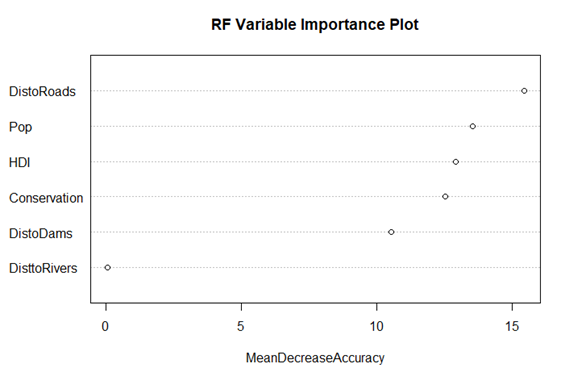 RF Variable Importance Plot
DistoRoads
Pop
HDI
Conservation
DistoDams
DisttoRivers
0 5 10 15
MeanDecreaseAccuracy